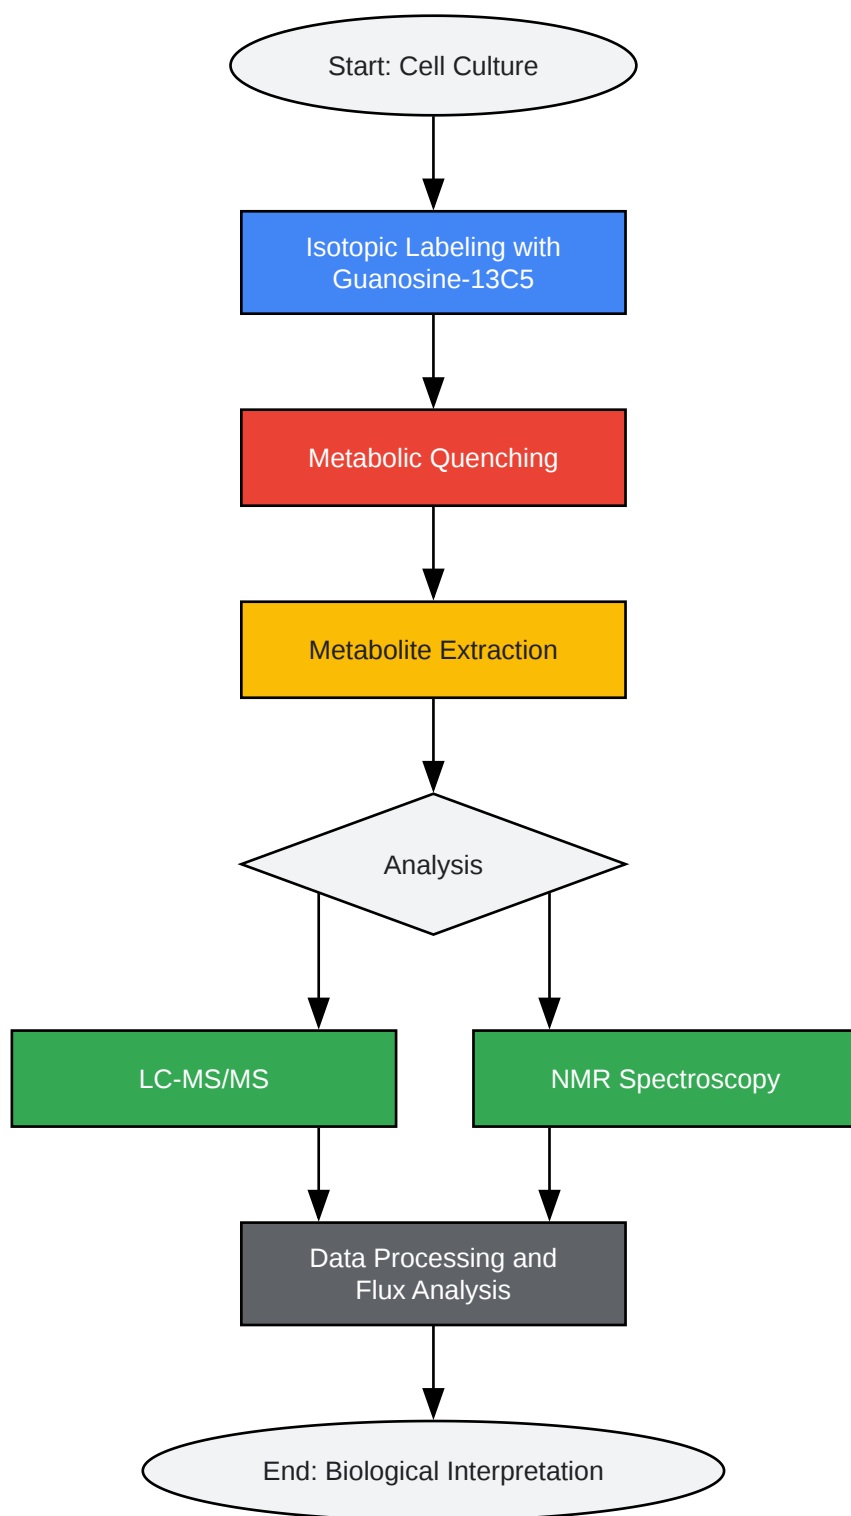 Start: Cell Culture
Isotopic Labeling with
Guanosine-13C5
Metabolic Quenching
Metabolite Extraction
Analysis
LC-MS/MS
NMR Spectroscopy
Data Processing and
Flux Analysis
End: Biological Interpretation